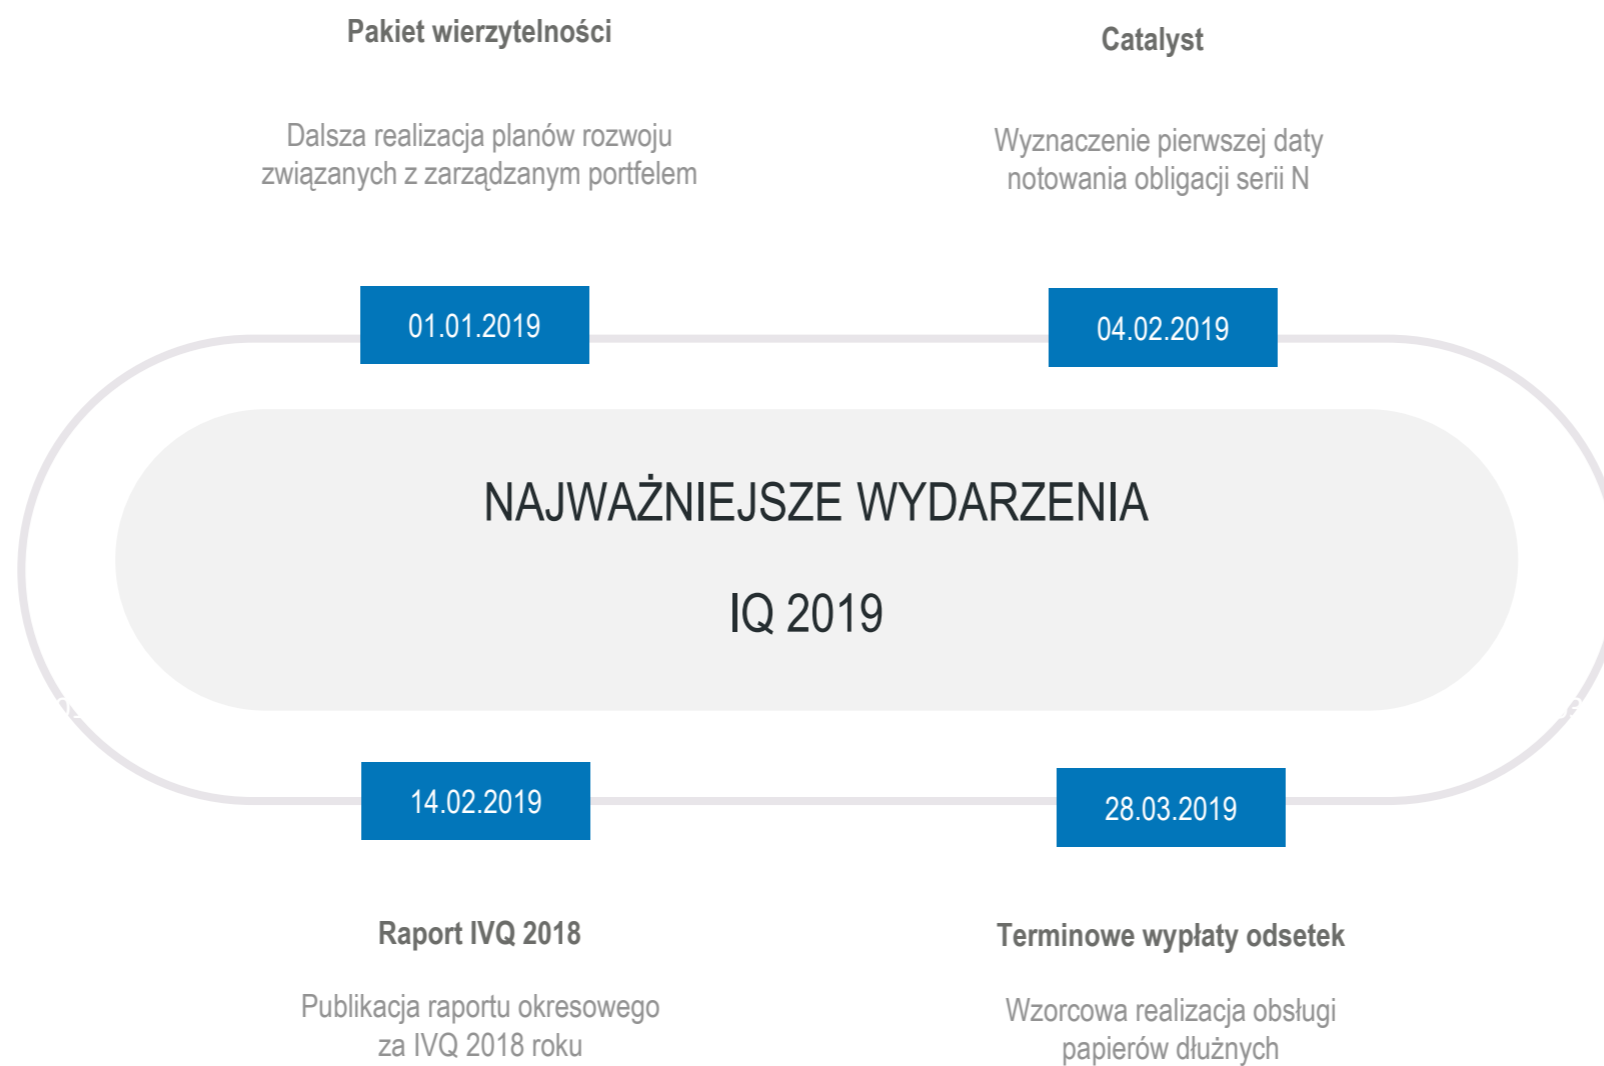 Pakiet wierzytelności
Dalsza realizacja planów rozwoju
związanych z zarządzanym portfelem
Catalyst
Wyznaczenie pierwszej daty
notowania obligacji serii N
01.01.2019
04.02.2019
NAJWAŻNIEJSZE WYDARZENIA
IQ 2019
14.02.2019
28.03.2019
Raport IVQ 2018
Publikacja raportu okresowego
za IVQ 2018 roku
Terminowe wypłaty odsetek
Wzorcowa realizacja obsługi
papierów dłużnych